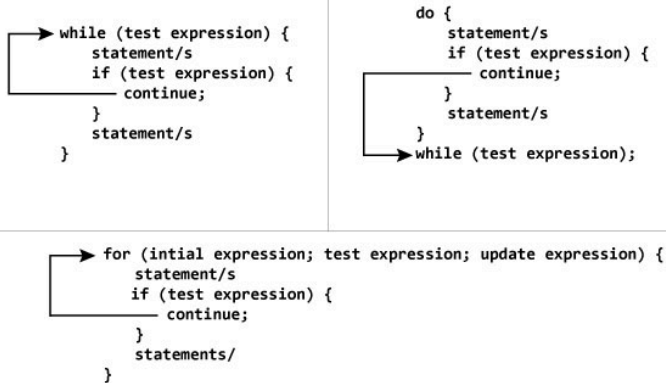 while (test expression) {
statement/s
if (test expression) {
continue;
}
statement/s
}
do {
statement/s
if (test expression) {
continue;
}
statement/s
}
while (test expression);
for (intial expression; test expression; update expression) {
statement/s
if (test expression) {
continue;
}
statements/
}